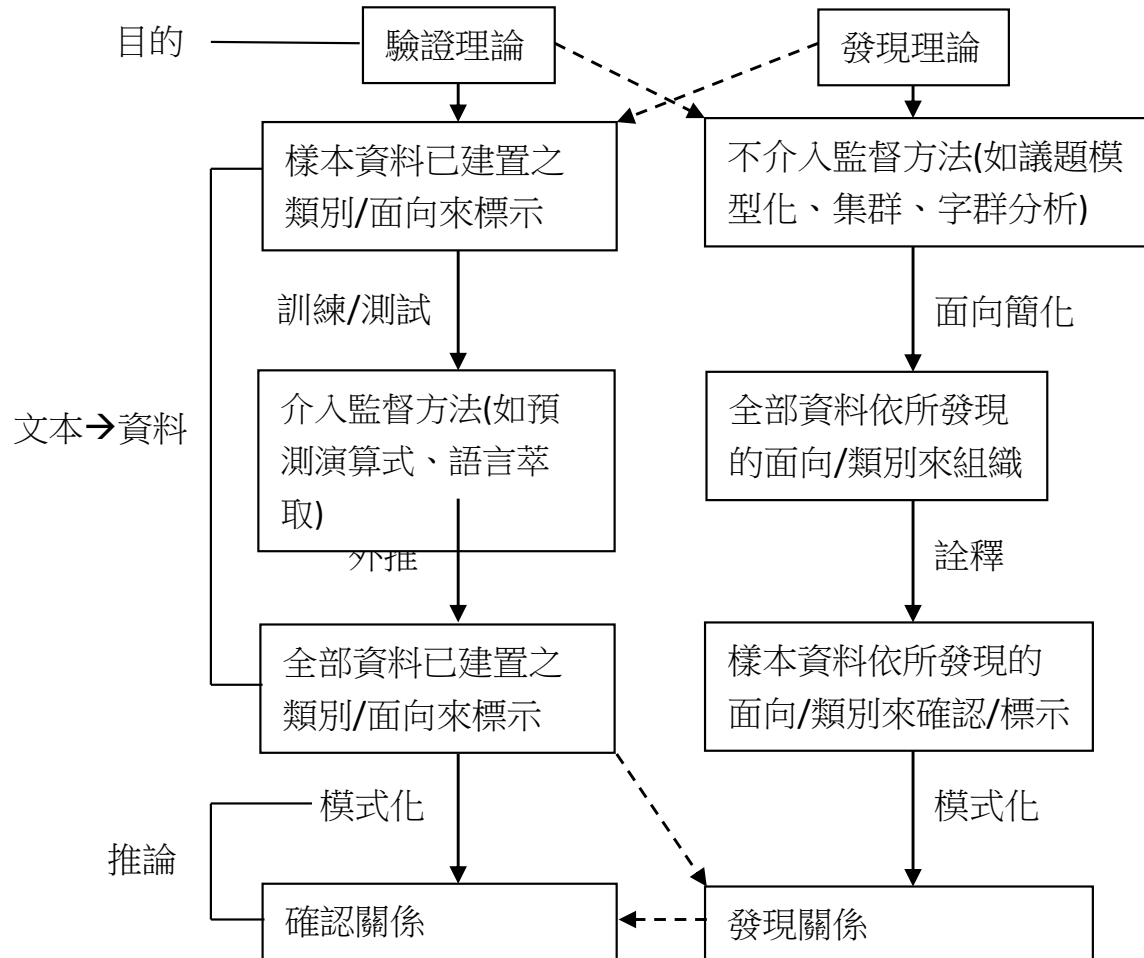 目的
驗證理論
發現理論
樣本資料已建置之
類別/面向來標示
不介入監督方法(如議題模
型化、集群、字群分析)
訓練/測試
面向簡化
文本→資料
介入監督方法(如預
測演算式、語言萃
取)
全部資料依所發現
的面向/類別來組織
外推
詮釋
全部資料已建置之
類別/面向來標示
樣本資料依所發現的
面向/類別來確認/標示
模式化
模式化
推論
確認關係
發現關係